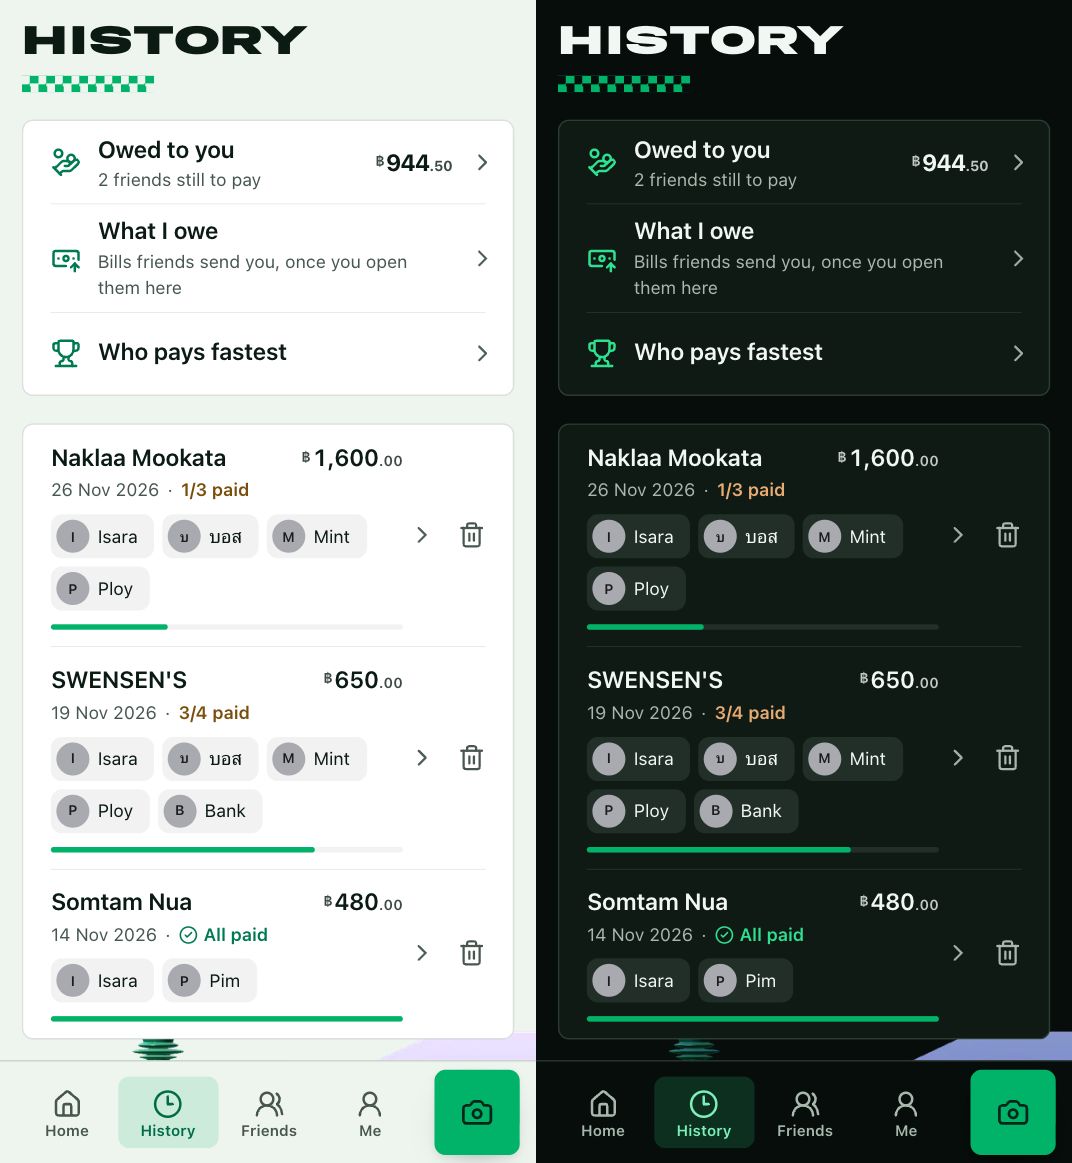 HISTORY
Owed to you
฿944.50
2 friends still to pay
What I owe
Bills friends send you, once you open
them here
Who pays fastest
Naklaa Mookata
฿1,600.00
26 Nov 2026 · 1/3 paid
I Isara
บ บอส
M Mint
P Ploy
SWENSEN'S
฿650.00
19 Nov 2026 · 3/4 paid
I Isara
บ บอส
M Mint
P Ploy
B Bank
Somtam Nua
฿480.00
14 Nov 2026 · All paid
I Isara
P Pim
Home
History
Friends
Me
HISTORY
Owed to you
฿944.50
2 friends still to pay
What I owe
Bills friends send you, once you open
them here
Who pays fastest
Naklaa Mookata
฿1,600.00
26 Nov 2026 · 1/3 paid
I Isara
บ บอส
M Mint
P Ploy
SWENSEN'S
฿650.00
19 Nov 2026 · 3/4 paid
I Isara
บ บอส
M Mint
P Ploy
B Bank
Somtam Nua
฿480.00
14 Nov 2026 · All paid
I Isara
P Pim
Home
History
Friends
Me